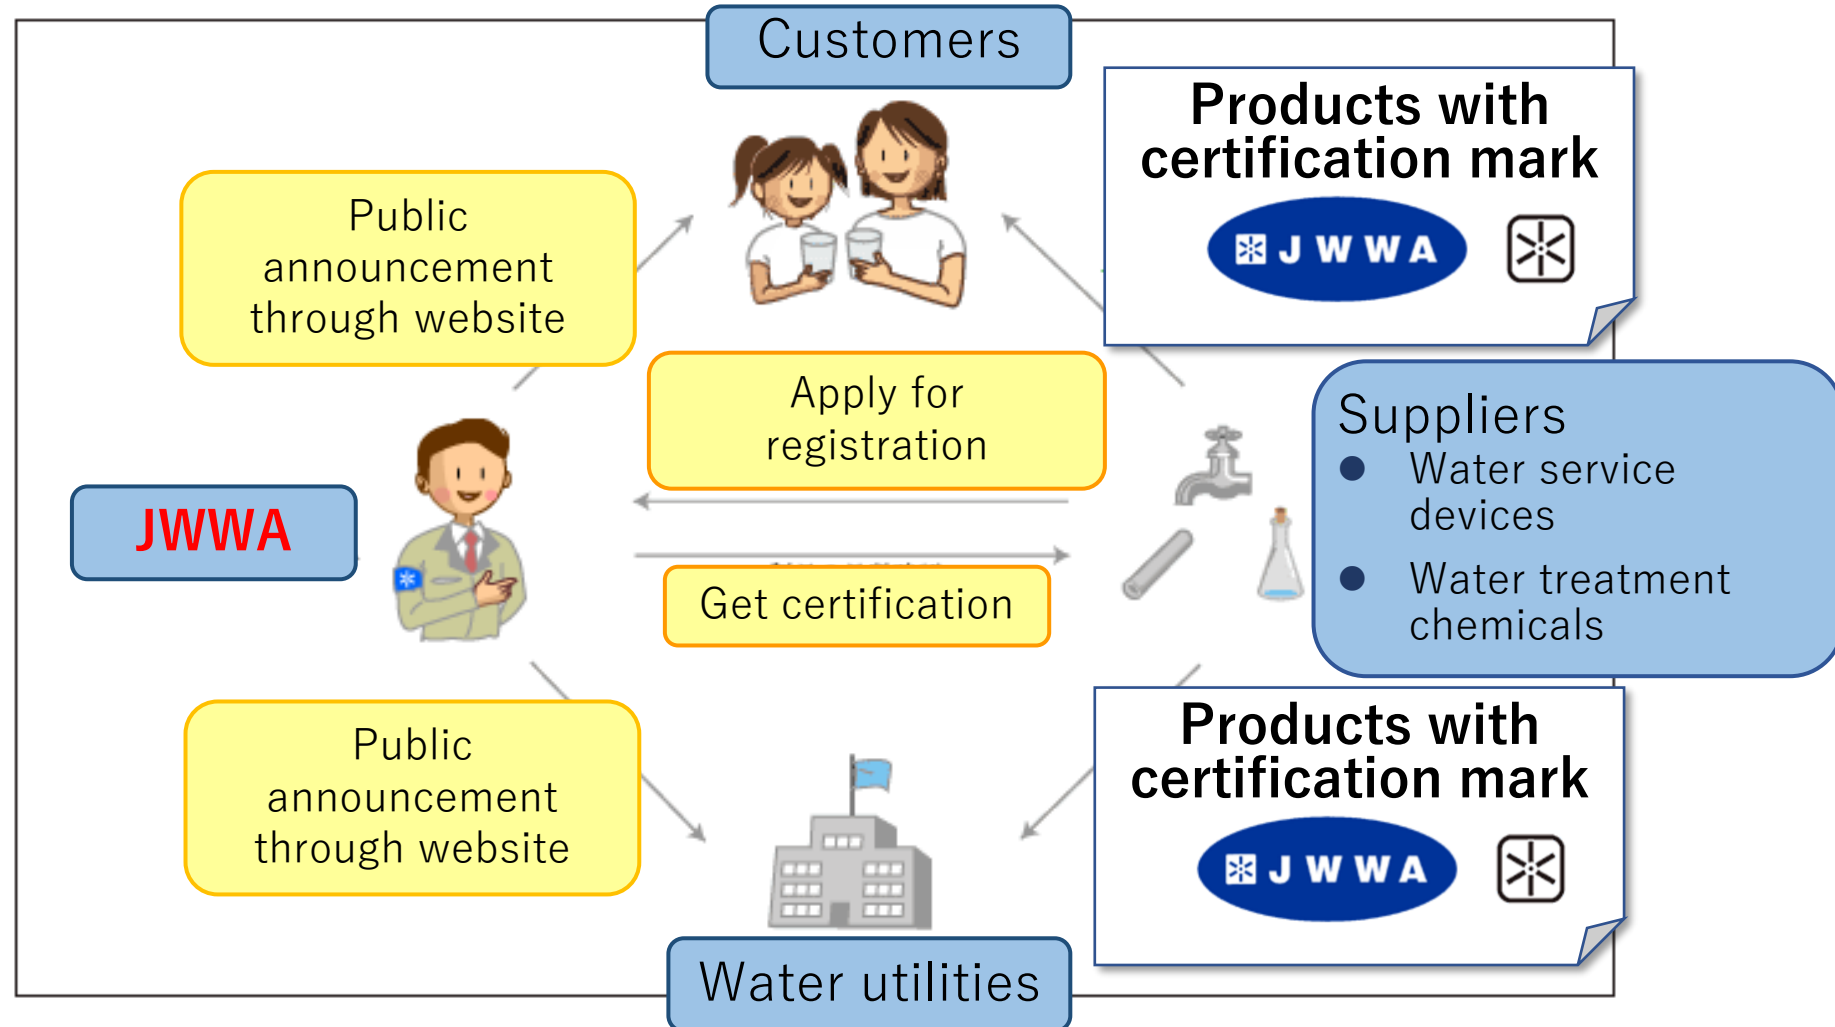 Customers
Products with
certification mark
JWWA
Public
announcement
through website
Apply for
registration
Suppliers
● Water service
devices
● Water treatment
chemicals
JWWA
Get certification
Public
announcement
through website
Products with
certification mark
JWWA
Water utilities